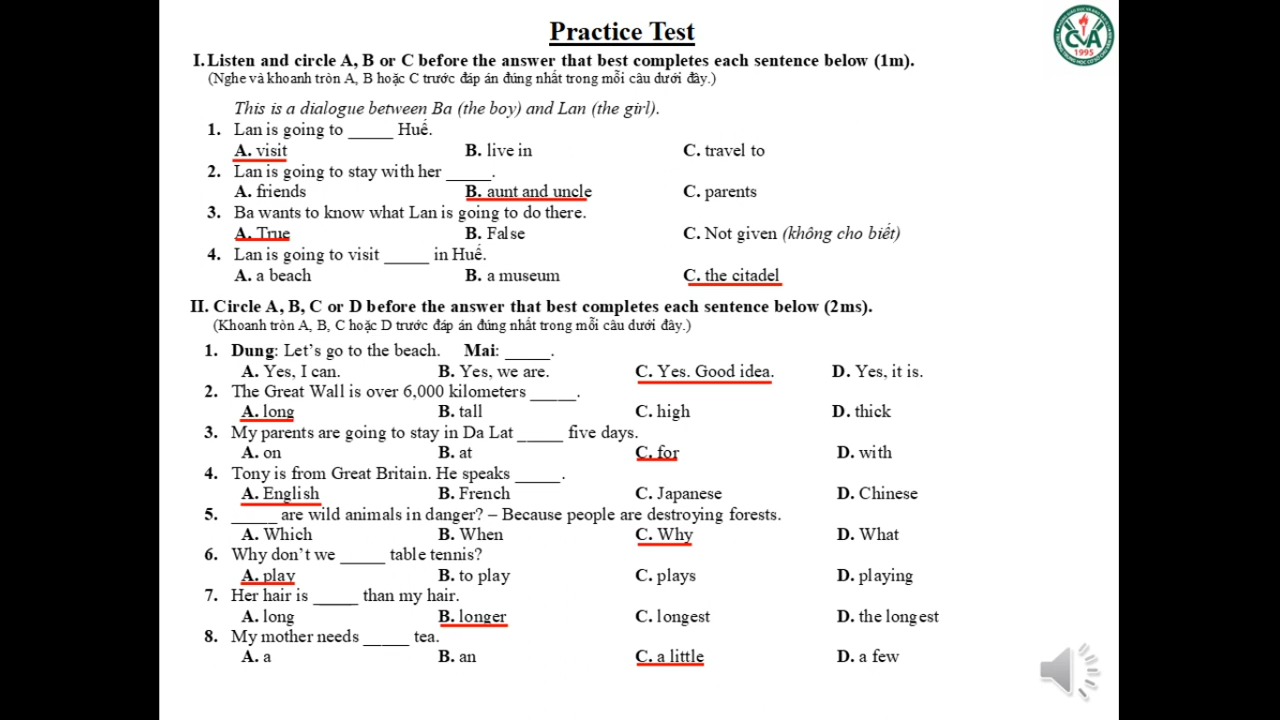 Practice Test
CVA
1995
I. Listen and circle A, B or C before the answer that best completes each sentence below (1m).
(Nghe và khoanh tròn A, B hoặc C trước đáp án đúng nhất trong mỗi câu dưới đây.)
This is a dialogue between Ba (the boy) and Lan (the girl).
1. Lan is going to _____ Huế.
A. visit B. live in C. travel to
2. Lan is going to stay with her _____.
A. friends B. aunt and uncle C. parents
3. Ba wants to know what Lan is going to do there.
A. True B. False C. Not given (không cho biết)
4. Lan is going to visit _____ in Huế.
A. a beach B. a museum C. the citadel
II. Circle A, B, C or D before the answer that best completes each sentence below (2ms).
(Khoanh tròn A, B, C hoặc D trước đáp án đúng nhất trong mỗi câu dưới đây.)
1. Dung: Let’s go to the beach. Mai: _____.
A. Yes, I can. B. Yes, we are. C. Yes. Good idea. D. Yes, it is.
2. The Great Wall is over 6,000 kilometers _____.
A. long B. tall C. high D. thick
3. My parents are going to stay in Da Lat _____ five days.
A. on B. at C. for D. with
4. Tony is from Great Britain. He speaks _____.
A. English B. French C. Japanese D. Chinese
5. _____ are wild animals in danger? – Because people are destroying forests.
A. Which B. When C. Why D. What
6. Why don’t we _____ table tennis?
A. play B. to play C. plays D. playing
7. Her hair is _____ than my hair.
A. long B. longer C. longest D. the longest
8. My mother needs _____ tea.
A. a B. an C. a little D. a few